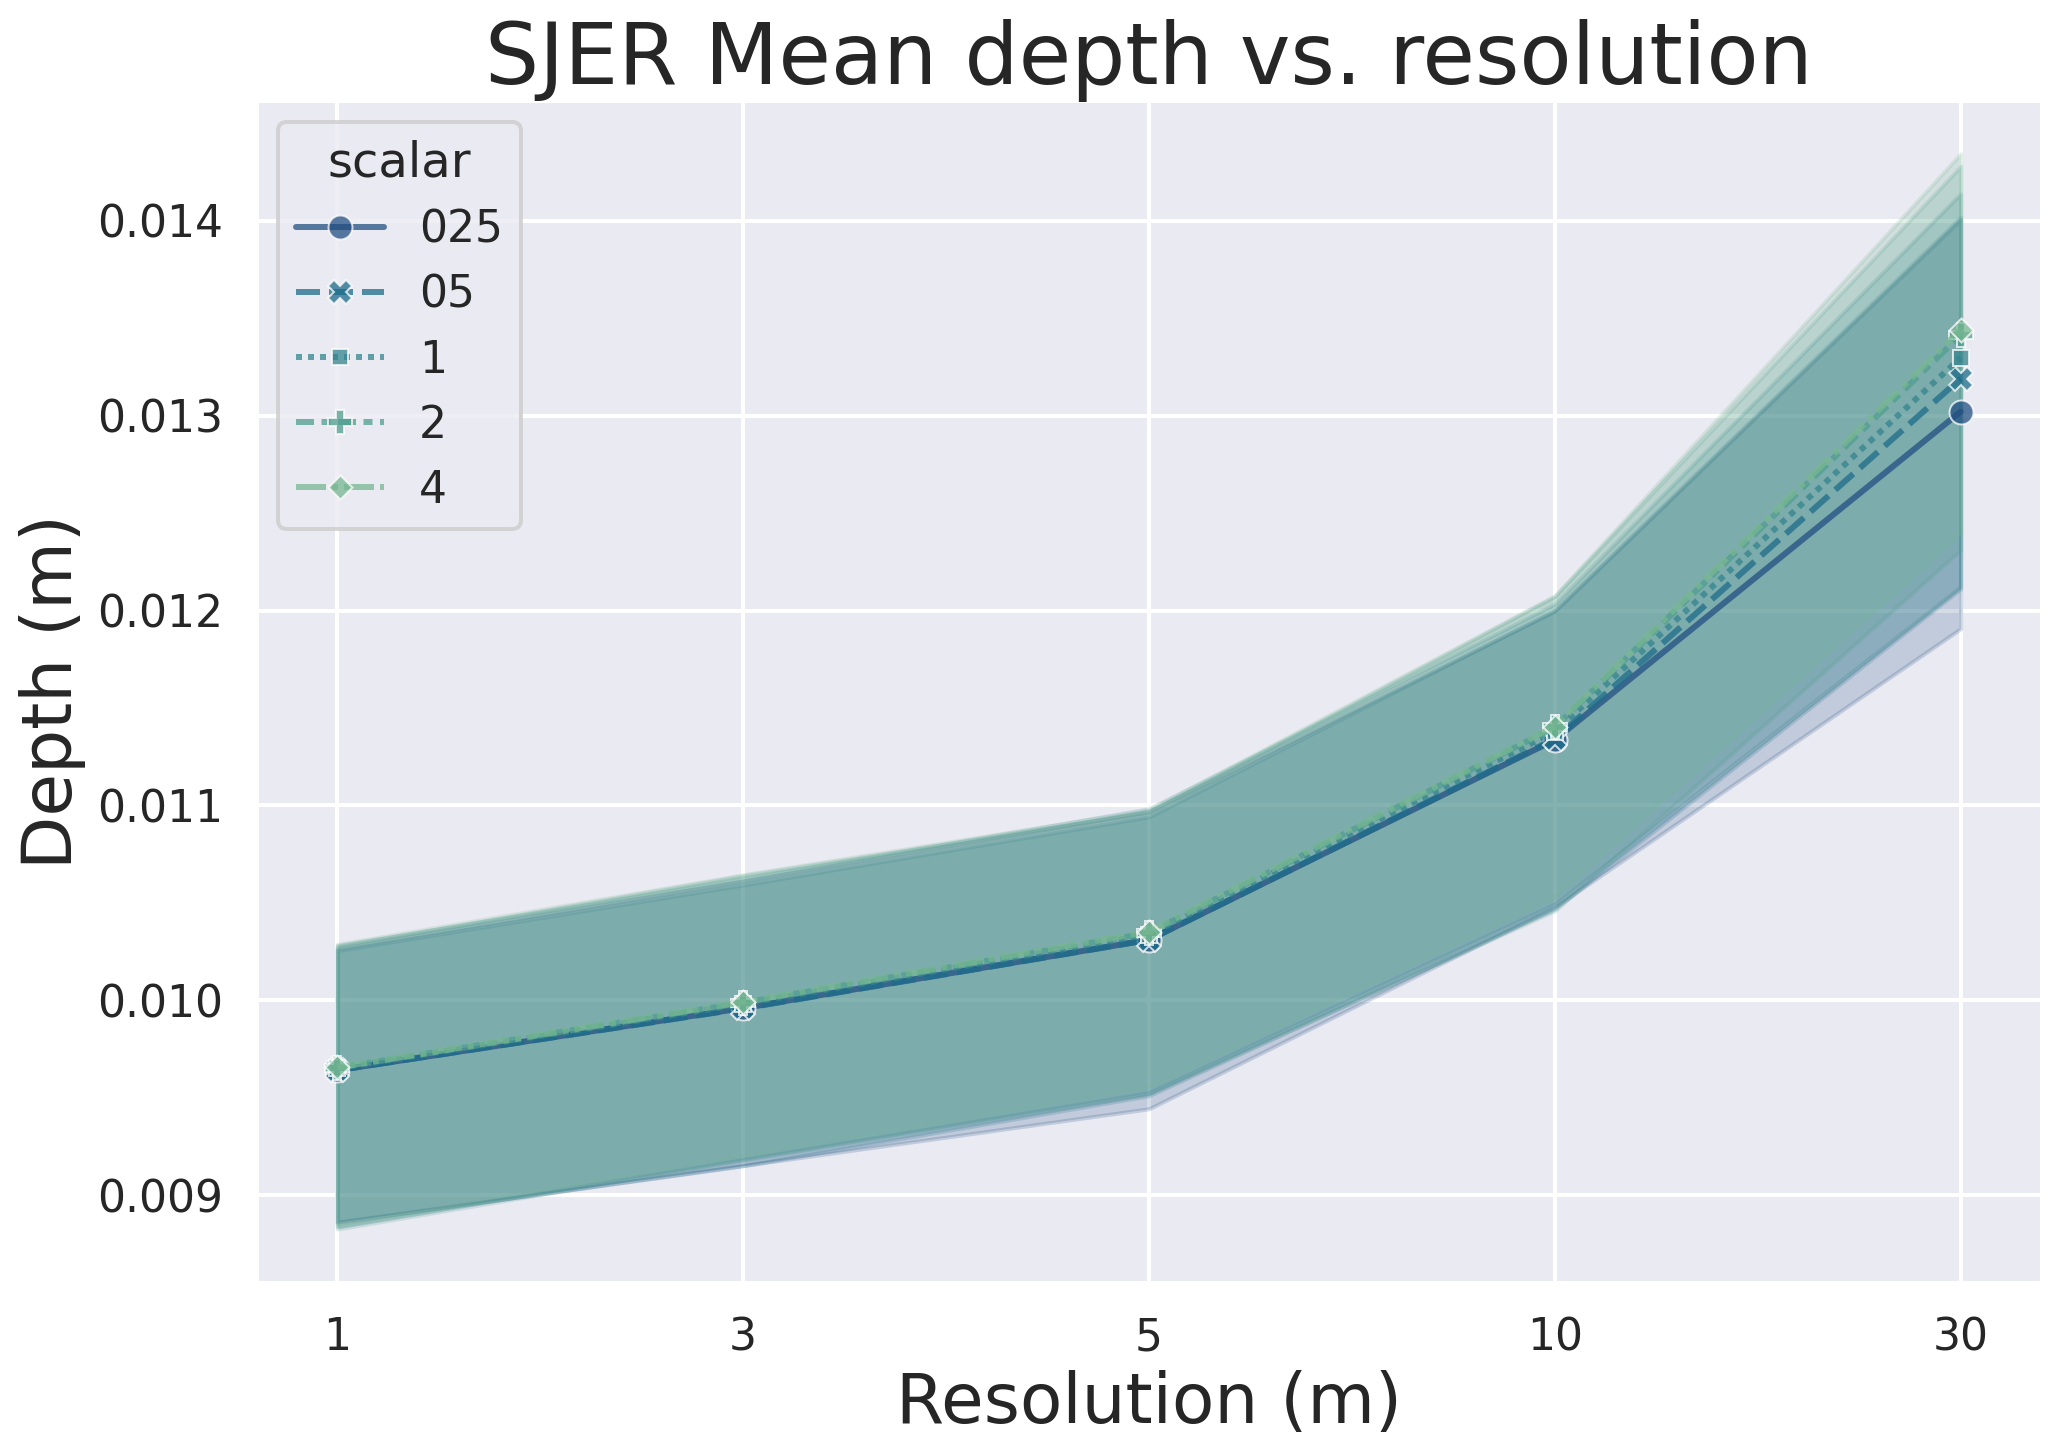 SJER Mean depth vs. resolution
scalar
025
05
1
2
4
0.014
0.013
0.012
0.011
0.010
0.009
Depth (m)
1 3 5 10 30
Resolution (m)